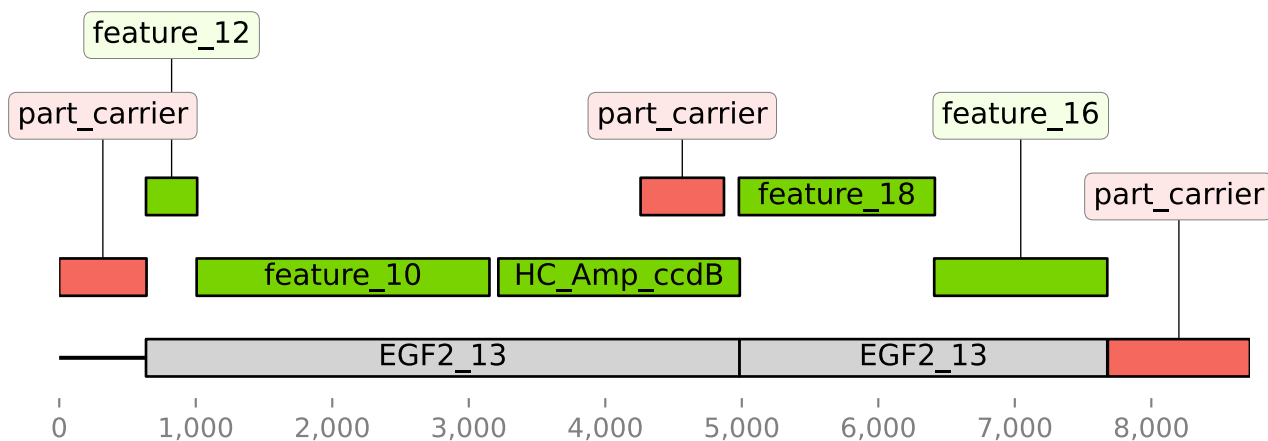 feature_12
part_carrier
part_carrier
feature_16
feature_18
part_carrier
feature_10
HC_Amp_ccdB
EGF2_13
EGF2_13
0
1,000
2,000
3,000
4,000
5,000
6,000
7,000
8,000